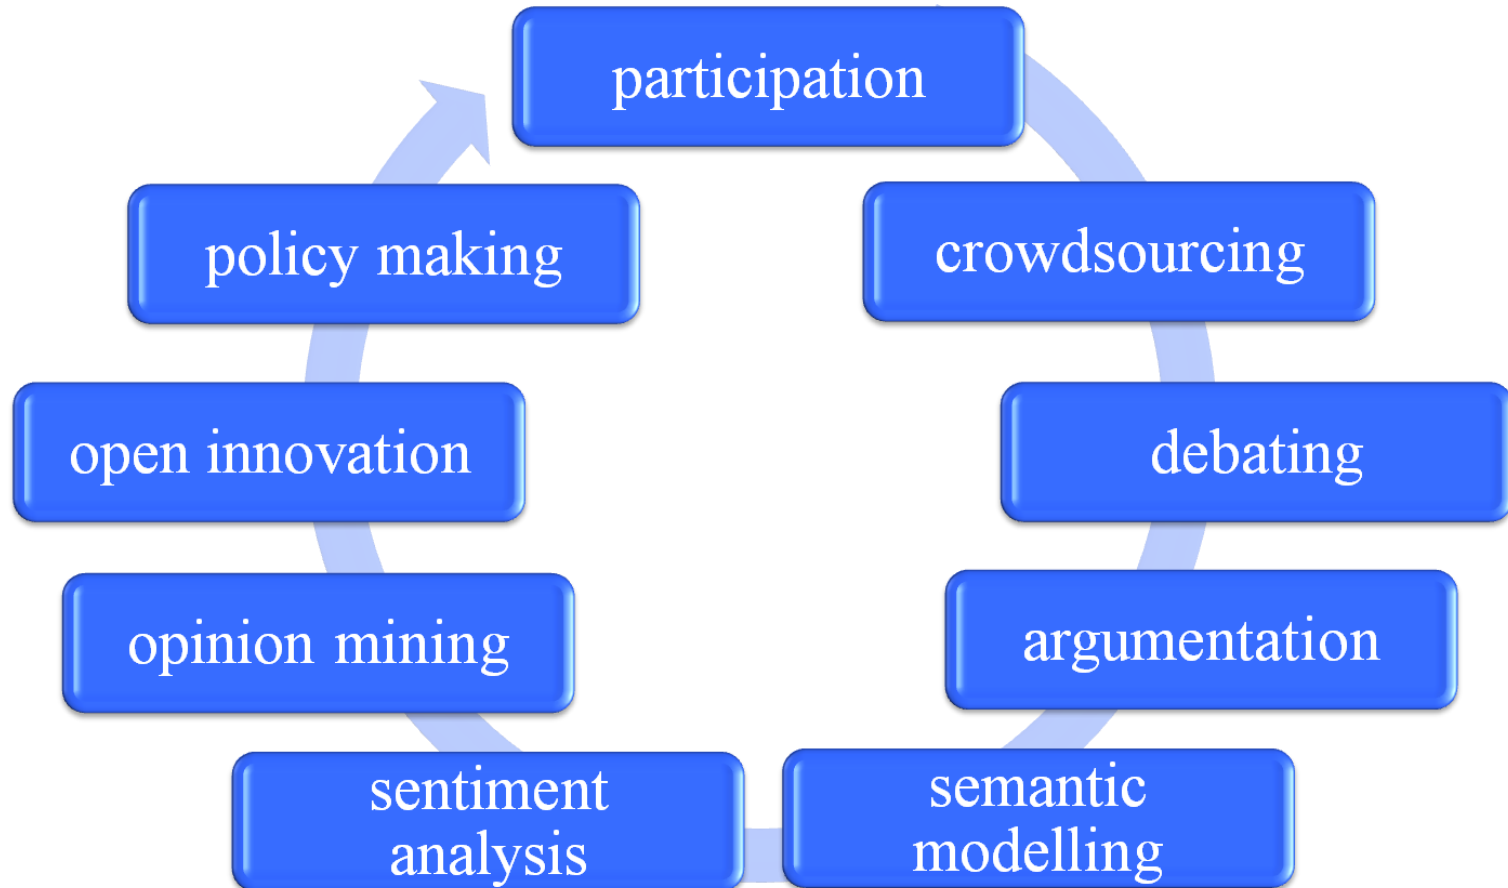 participation
crowdsourcing
debating
argumentation
semantic
modelling
sentiment
analysis
opinion mining
open innovation
policy making